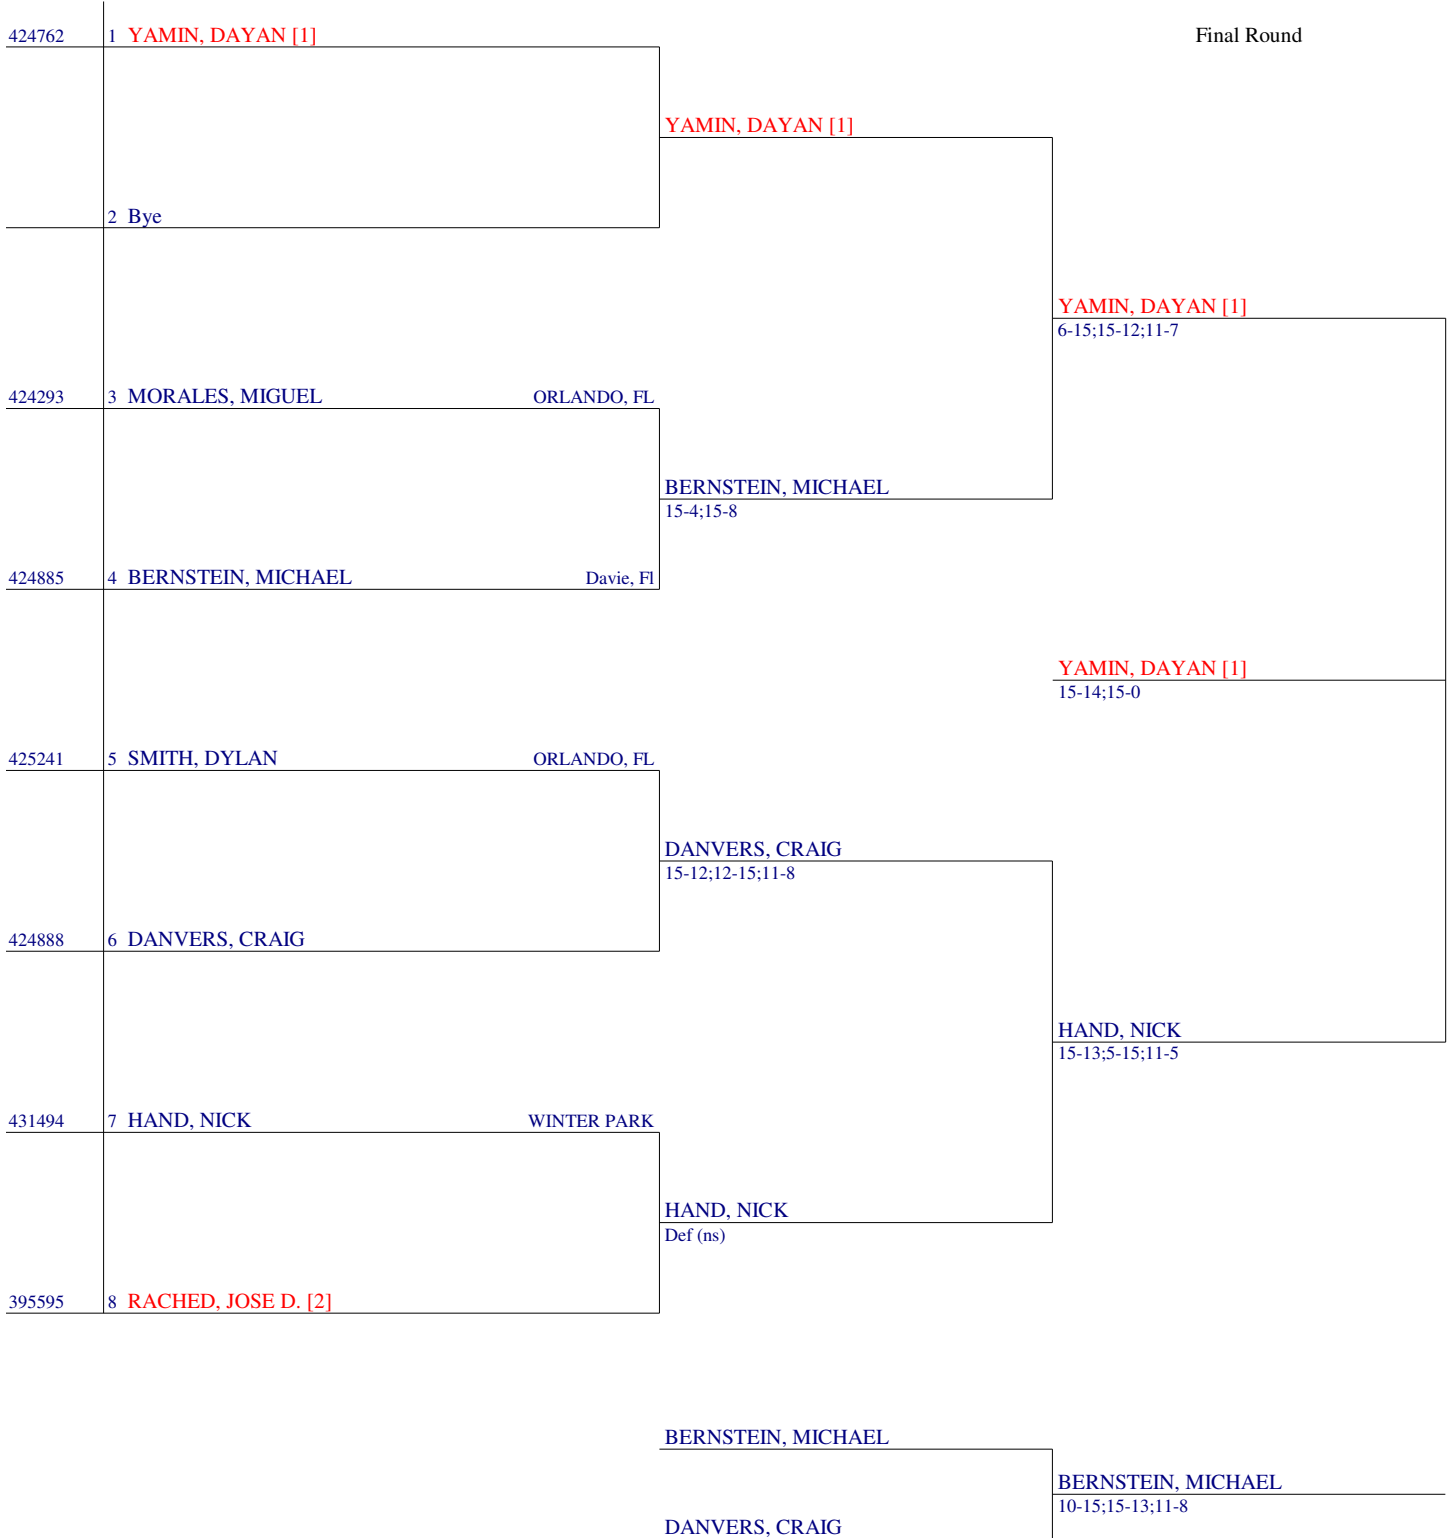 424762 1 YAMIN, DAYAN [1] Final Round
YAMIN, DAYAN [1]
2 Bye
YAMIN, DAYAN [1]
6-15;15-12;11-7
424293 3 MORALES, MIGUEL ORLANDO, FL
BERNSTEIN, MICHAEL
15-4;15-8
424885 4 BERNSTEIN, MICHAEL Davie, Fl
YAMIN, DAYAN [1]
15-14;15-0
425241 5 SMITH, DYLAN ORLANDO, FL
DANVERS, CRAIG
15-12;12-15;11-8
424888 6 DANVERS, CRAIG
HAND, NICK
15-13;5-15;11-5
431494 7 HAND, NICK WINTER PARK
HAND, NICK
Def (ns)
395595 8 RACHED, JOSE D. [2]
BERNSTEIN, MICHAEL
BERNSTEIN, MICHAEL
10-15;15-13;11-8
DANVERS, CRAIG